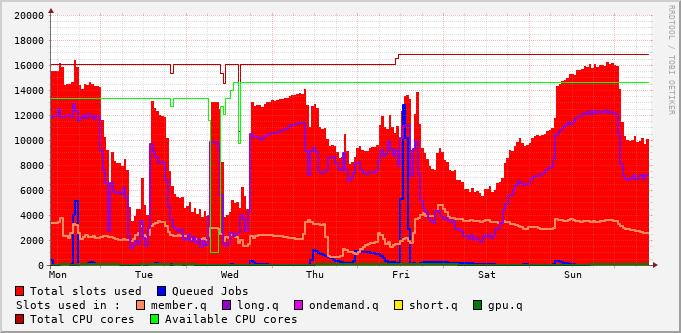 20000
18000
16000
14000
12000
10000
8000
6000
4000
2000
0
Mon Tue Wed Thu Fri Sat Sun
RRDTOOL / TOBI OETIKER
Total slots used Queued Jobs
Slots used in : member.q long.q ondemand.q short.q gpu.q
Total CPU cores Available CPU cores